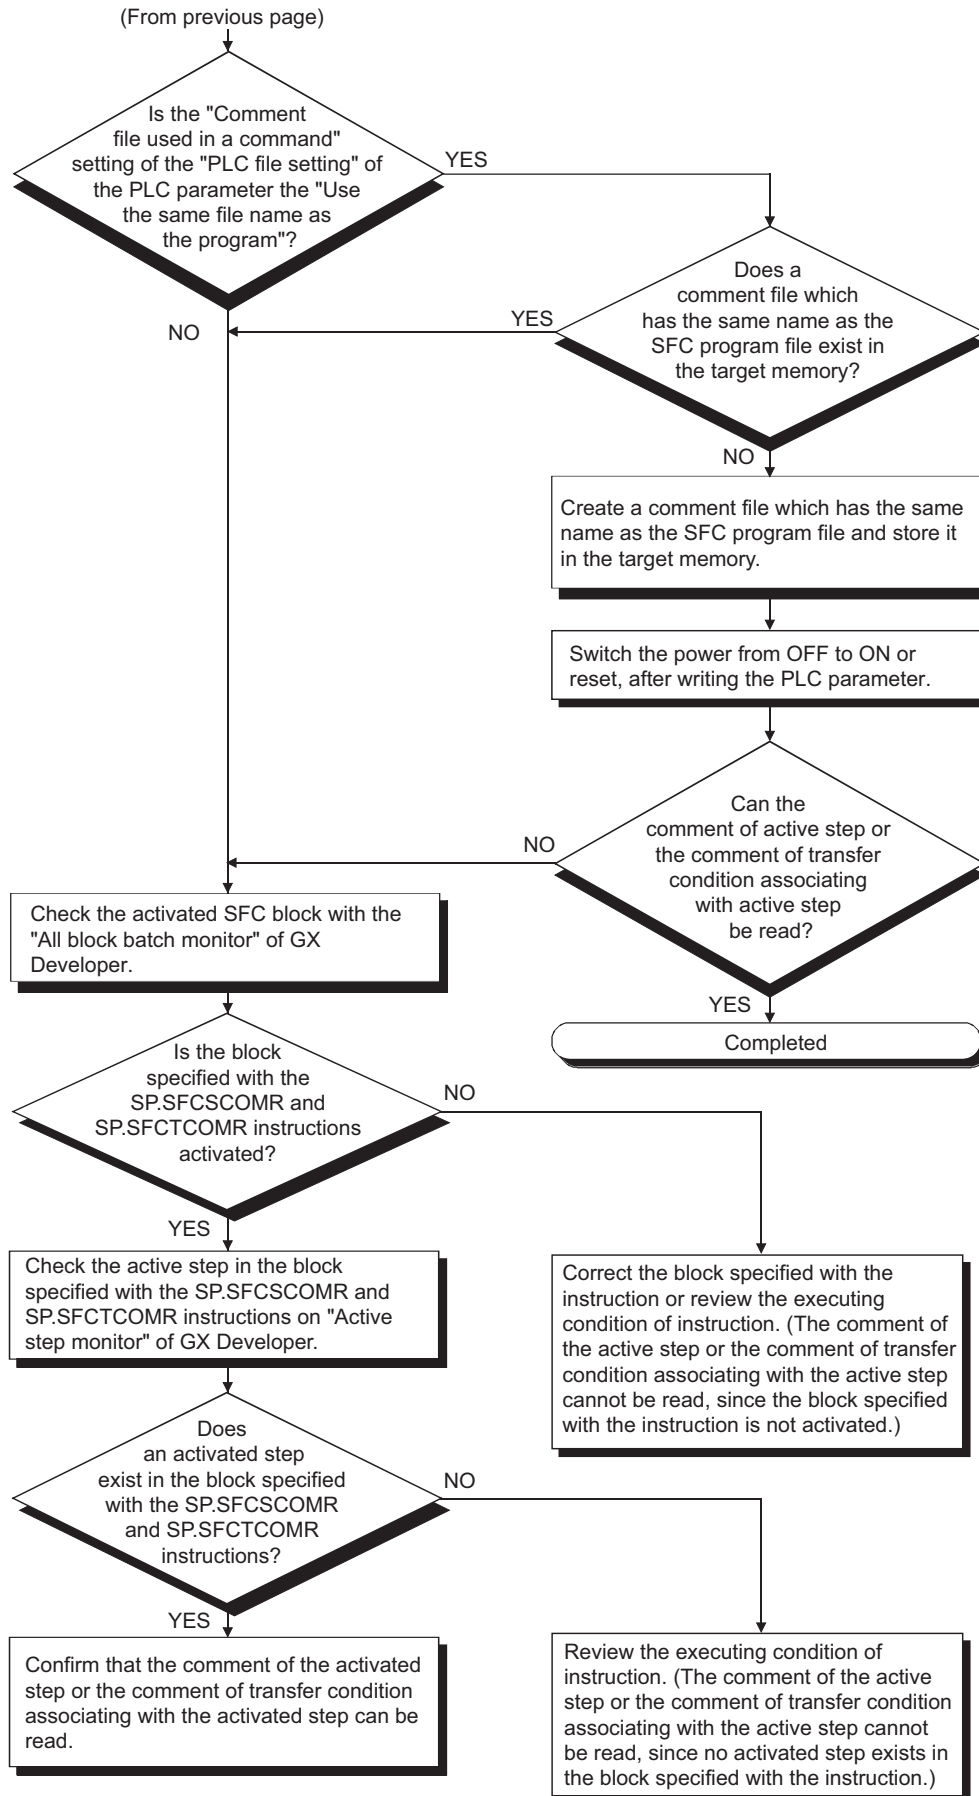 (From previous page)
Is the "Comment
file used in a command"
setting of the "PLC file setting" of
the PLC parameter the "Use
the same file name as
the program"?
YES
NO
Does a
comment file which
has the same name as the
SFC program file exist in
the target memory?
YES
NO
Create a comment file which has the same
name as the SFC program file and store it
in the target memory.
Switch the power from OFF to ON or
reset, after writing the PLC parameter.
Can the
comment of active step or
the comment of transfer
condition associating
with active step
be read?
NO
YES
Completed
Check the activated SFC block with the
"All block batch monitor" of GX
Developer.
Is the block
specified with the
SP.SFCSCOMR and
SP.SFCTCOMR instructions
activated?
NO
YES
Correct the block specified with the
instruction or review the executing
condition of instruction. (The comment of
the active step or the comment of transfer
condition associating with the active step
cannot be read, since the block specified
with the instruction is not activated.)
Check the active step in the block
specified with the SP.SFCSCOMR and
SP.SFCTCOMR instructions on "Active
step monitor" of GX Developer.
Does
an activated step
exist in the block specified
with the SP.SFCSCOMR
and SP.SFCTCOMR
instructions?
NO
YES
Confirm that the comment of the activated
step or the comment of transfer condition
associating with the activated step can be
read.
Review the executing condition of
instruction. (The comment of the active
step or the comment of transfer condition
associating with the active step cannot
be read, since no activated step exists in
the block specified with the instruction.)